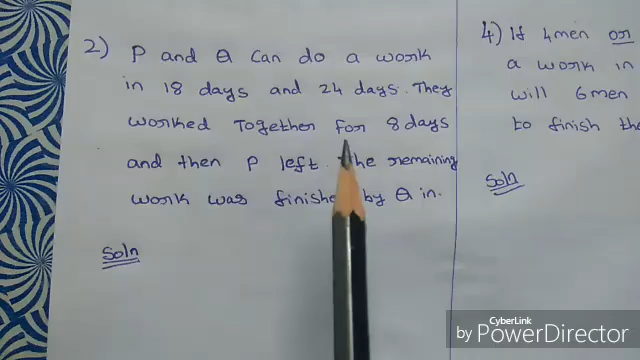 2) P and Q can do a work
in 18 days and 24 days. They
worked together for 8 days
and then P left. The remaining
work was finished by Q in.
Soln
4) If 4men or
a work in
will 6men
to finish the
Soln
CyberLink
by PowerDirector